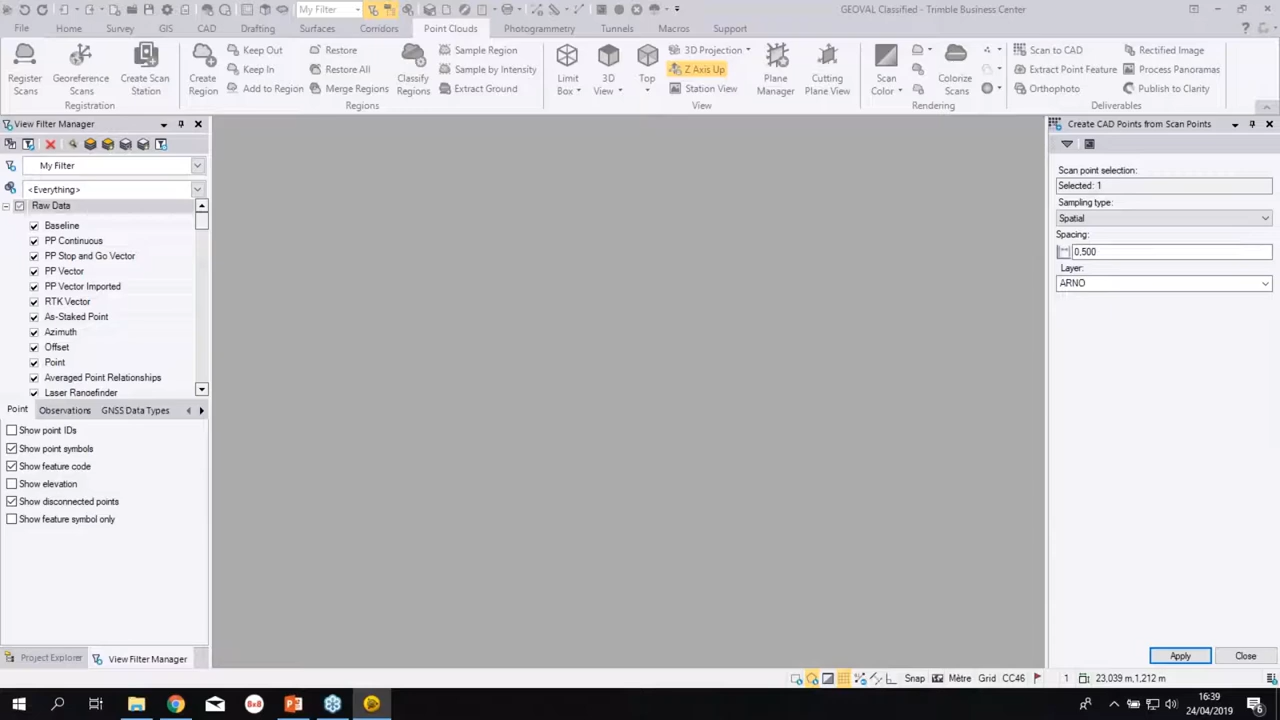 My Filter
GEOVAL Classified - Trimble Business Center
File Home Survey GIS CAD Drafting Surfaces Corridors Point Clouds Photogrammetry Tunnels Macros Support
Register Scans
Georeference Scans
Create Scan Station
Registration
Create Region
Keep Out
Keep In
Add to Region
Restore
Restore All
Merge Regions
Classify Regions
Sample Region
Sample by Intensity
Extract Ground
Regions
Limit Box
3D View
Top
3D Projection
Z Axis Up
Station View
Plane Manager
Cutting Plane View
View
Scan Color
Colorize Scans
Rendering
Scan to CAD
Extract Point Feature
Orthophoto
Rectified Image
Process Panoramas
Publish to Clarity
Deliverables
View Filter Manager
My Filter
<Everything>
Raw Data
Baseline
PP Continuous
PP Stop and Go Vector
PP Vector
PP Vector Imported
RTK Vector
As-Staked Point
Azimuth
Offset
Point
Averaged Point Relationships
Laser Rangefinder
Point Observations GNSS Data Types
Show point IDs
Show point symbols
Show feature code
Show elevation
Show disconnected points
Show feature symbol only
Project Explorer View Filter Manager
Create CAD Points from Scan Points
Scan point selection:
Selected: 1
Sampling type:
Spatial
Spacing:
0,500
Layer:
ARNO
Apply Close
Snap Mètre Grid CC46 1 23.039 m,1,212 m
8x8
16:39
24/04/2019
6